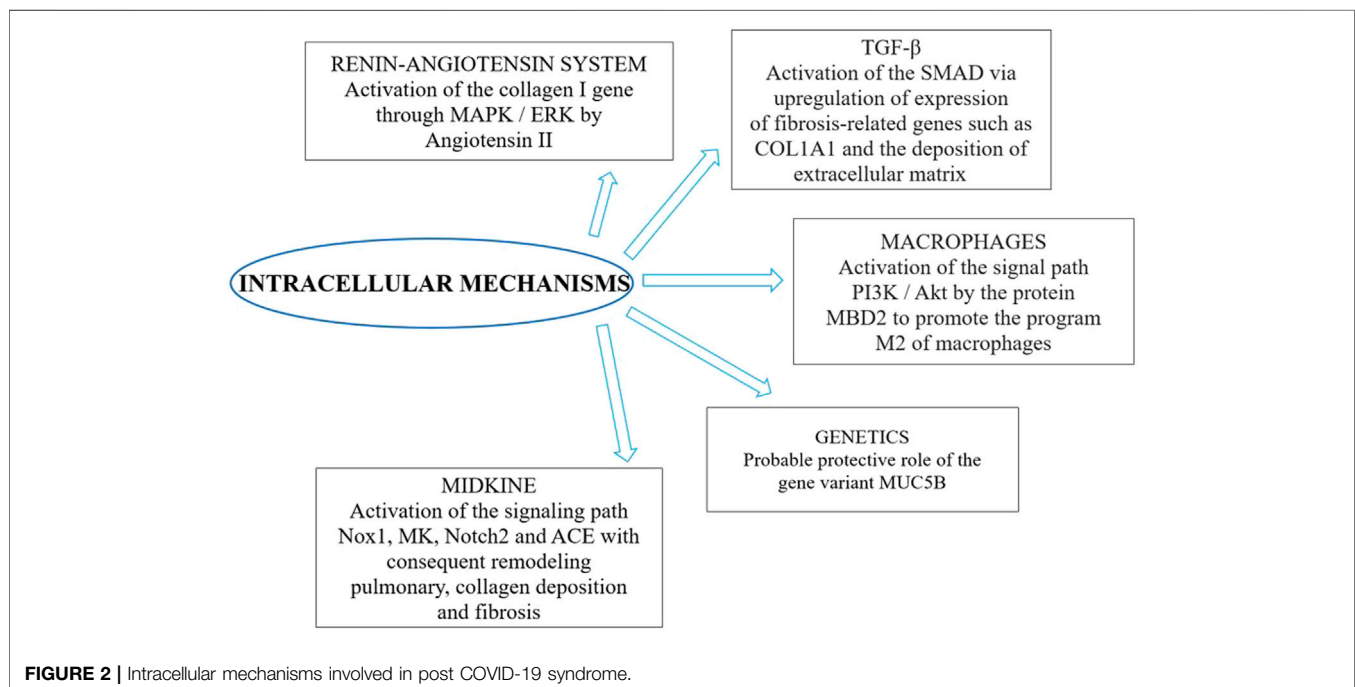 RENIN-ANGIOTENSIN SYSTEM
Activation of the collagen I gene
through MAPK / ERK by
Angiotensin II
TGF-β
Activation of the SMAD via
upregulation of expression
of fibrosis-related genes such as
COL1A1 and the deposition of
extracellular matrix
INTRACELLULAR MECHANISMS
MACROPHAGES
Activation of the signal path
PI3K / Akt by the protein
MBD2 to promote the program
M2 of macrophages
GENETICS
Probable protective role of the
gene variant MUC5B
MIDKINE
Activation of the signaling path
Nox1, MK, Notch2 and ACE with
consequent remodeling
pulmonary, collagen deposition
and fibrosis
FIGURE 2 | Intracellular mechanisms involved in post COVID-19 syndrome.